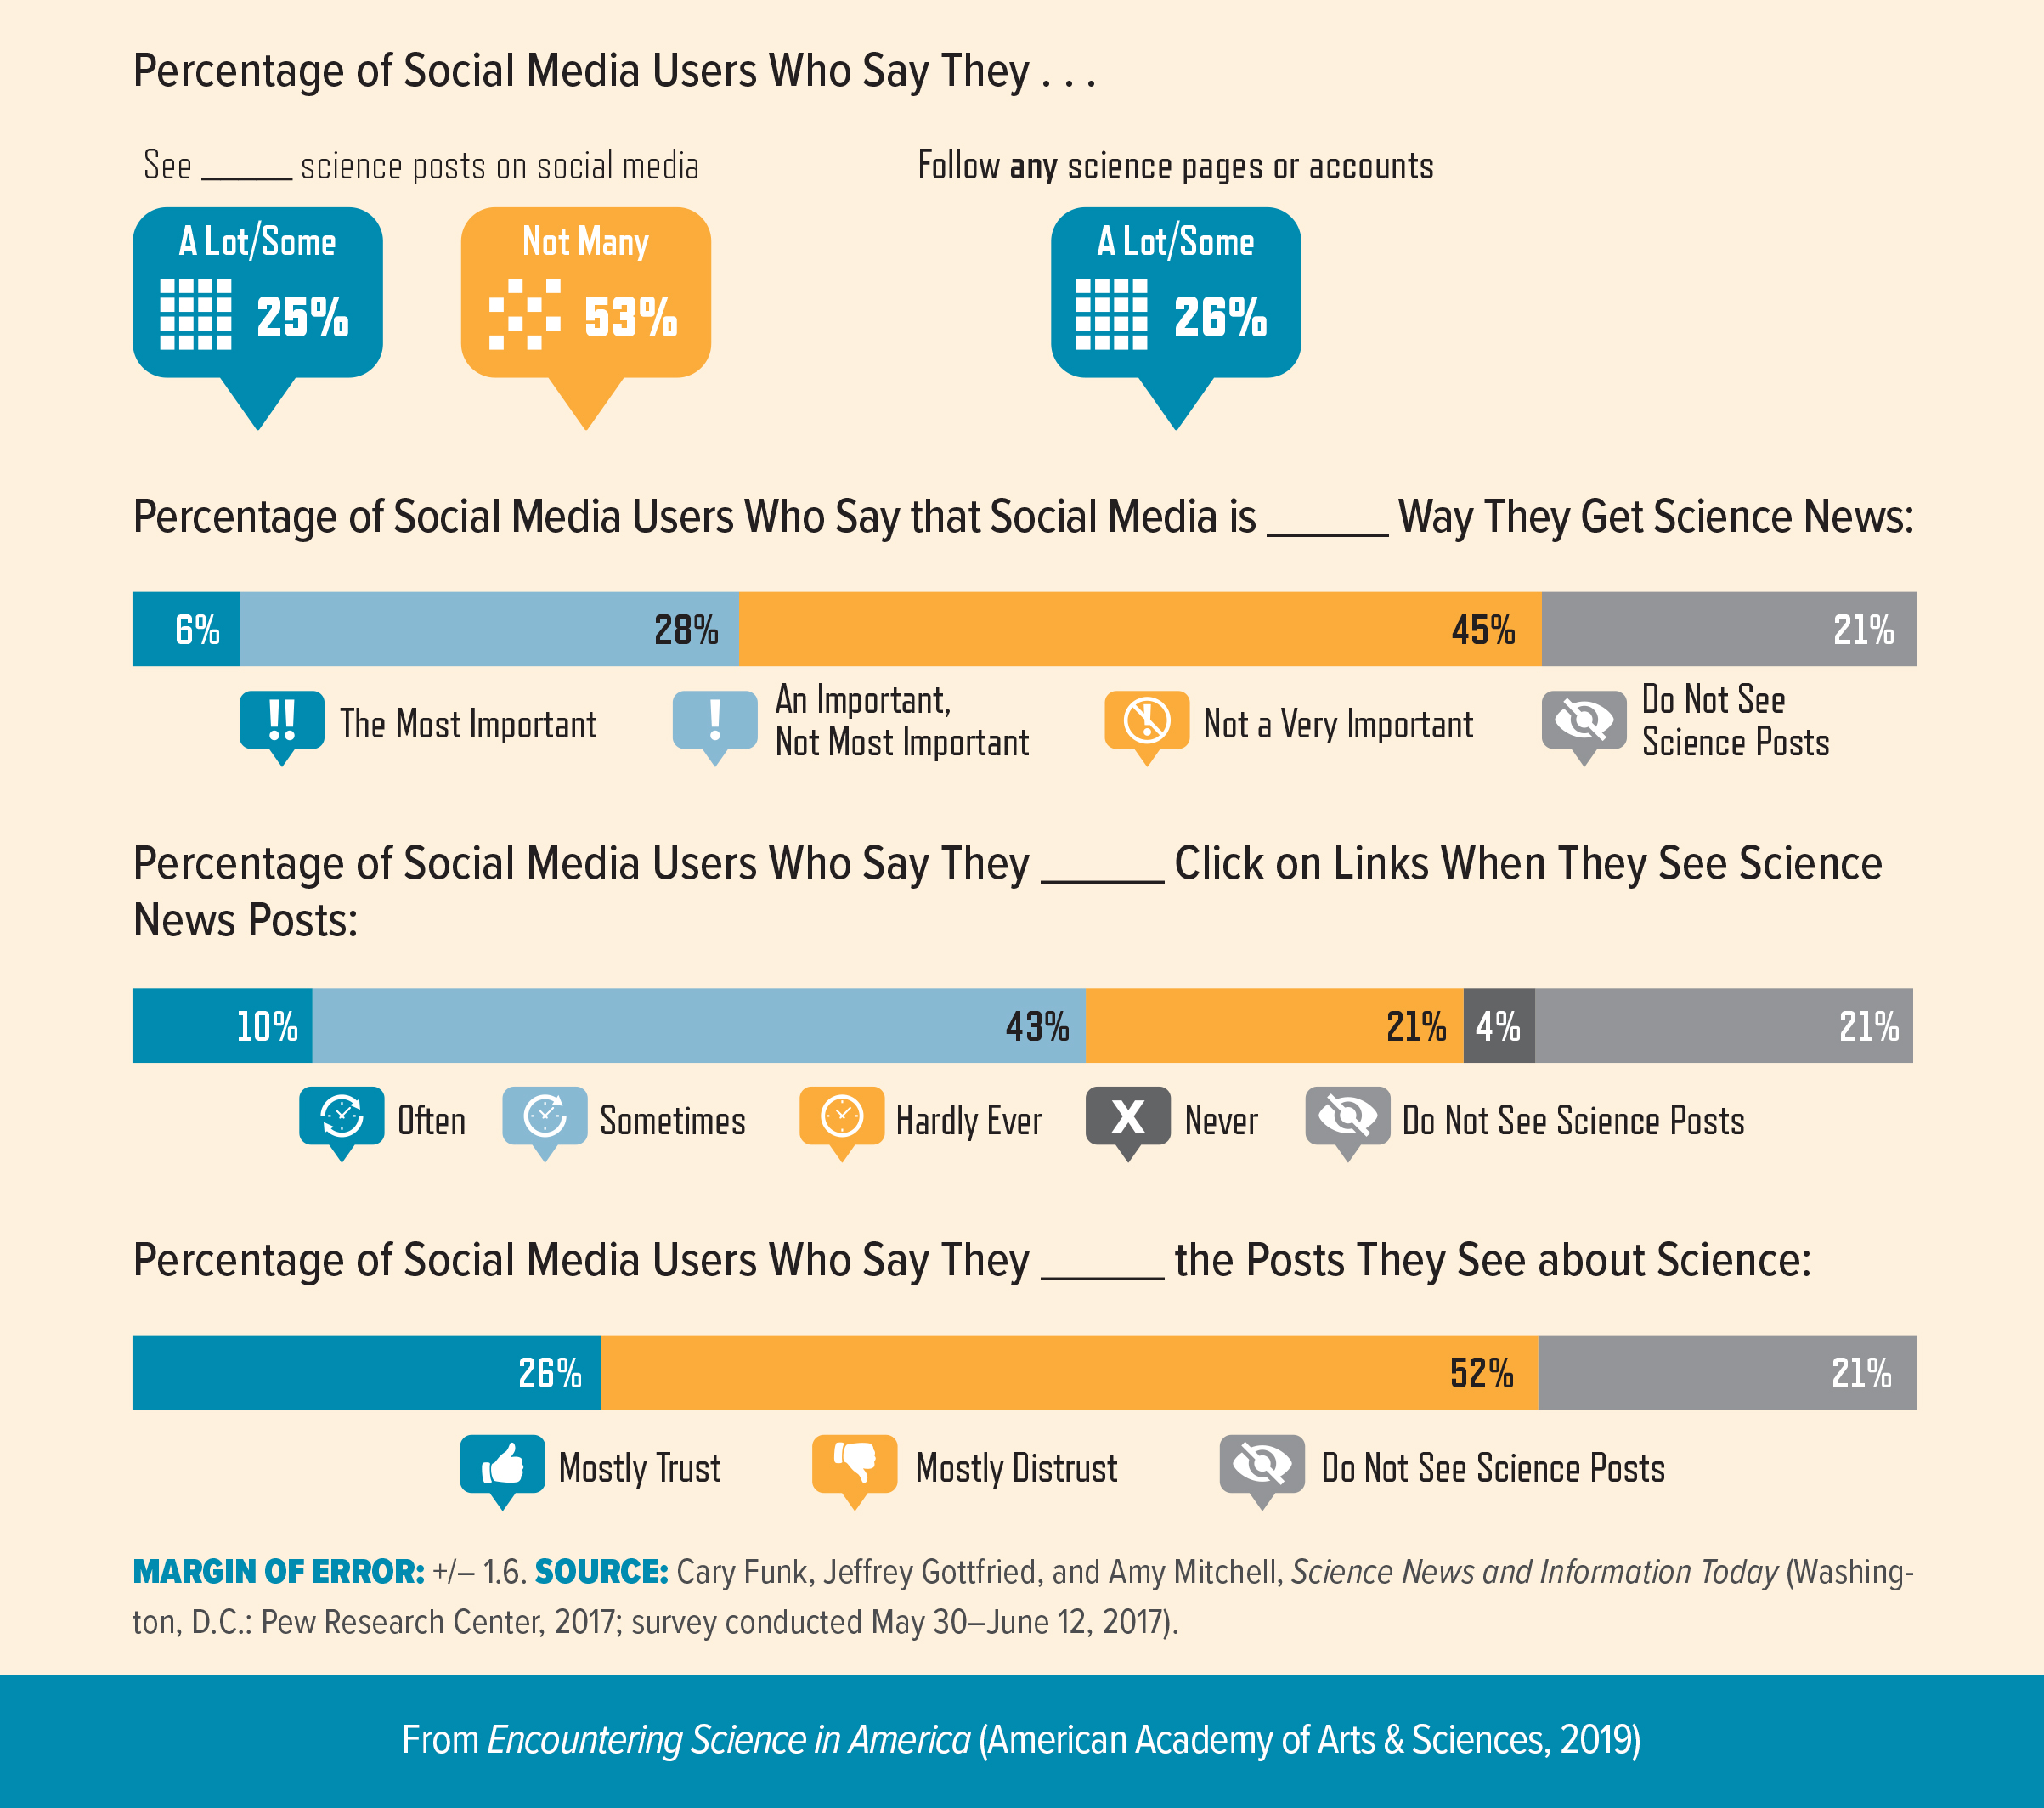 Percentage of Social Media Users Who Say They . . .
See _____ science posts on social media
Follow any science pages or accounts
A Lot/Some
25%
Not Many
53%
A Lot/Some
26%
Percentage of Social Media Users Who Say that Social Media is _____ Way They Get Science News:
6%
28%
45%
21%
!! The Most Important
! An Important,
Not Most Important
Not a Very Important
Do Not See
Science Posts
Percentage of Social Media Users Who Say They _____ Click on Links When They See Science
News Posts:
10%
43%
21%
4%
21%
Often
Sometimes
Hardly Ever
X Never
Do Not See Science Posts
Percentage of Social Media Users Who Say They _____ the Posts They See about Science:
26%
52%
21%
Mostly Trust
Mostly Distrust
Do Not See Science Posts
MARGIN OF ERROR: +/– 1.6. SOURCE: Cary Funk, Jeffrey Gottfried, and Amy Mitchell, Science News and Information Today (Washing-
ton, D.C.: Pew Research Center, 2017; survey conducted May 30–June 12, 2017).
From Encountering Science in America (American Academy of Arts & Sciences, 2019)